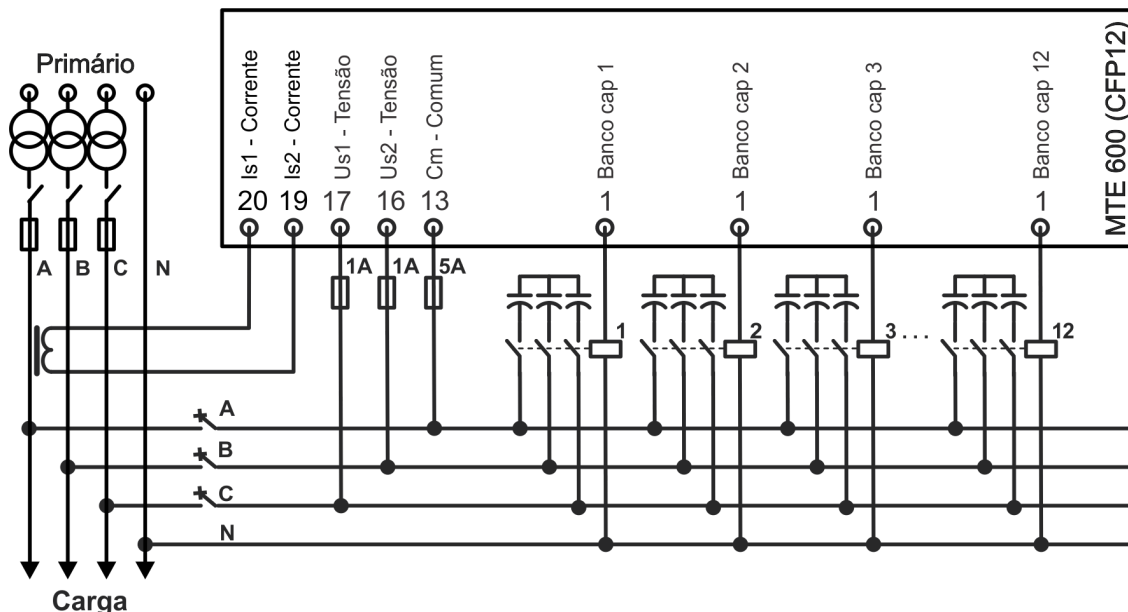 Primário
Is1 - Corrente
Is2 - Corrente
Us1 - Tensão
Us2 - Tensão
Cm - Comum
Banco cap 1
Banco cap 2
Banco cap 3
Banco cap 12
MTE 600 (CFP12)
20 19 17 16 13 1 1 1 1
A B C N
1A 1A 5A
1 2 3 . . . 12
A
B
C
N
Carga